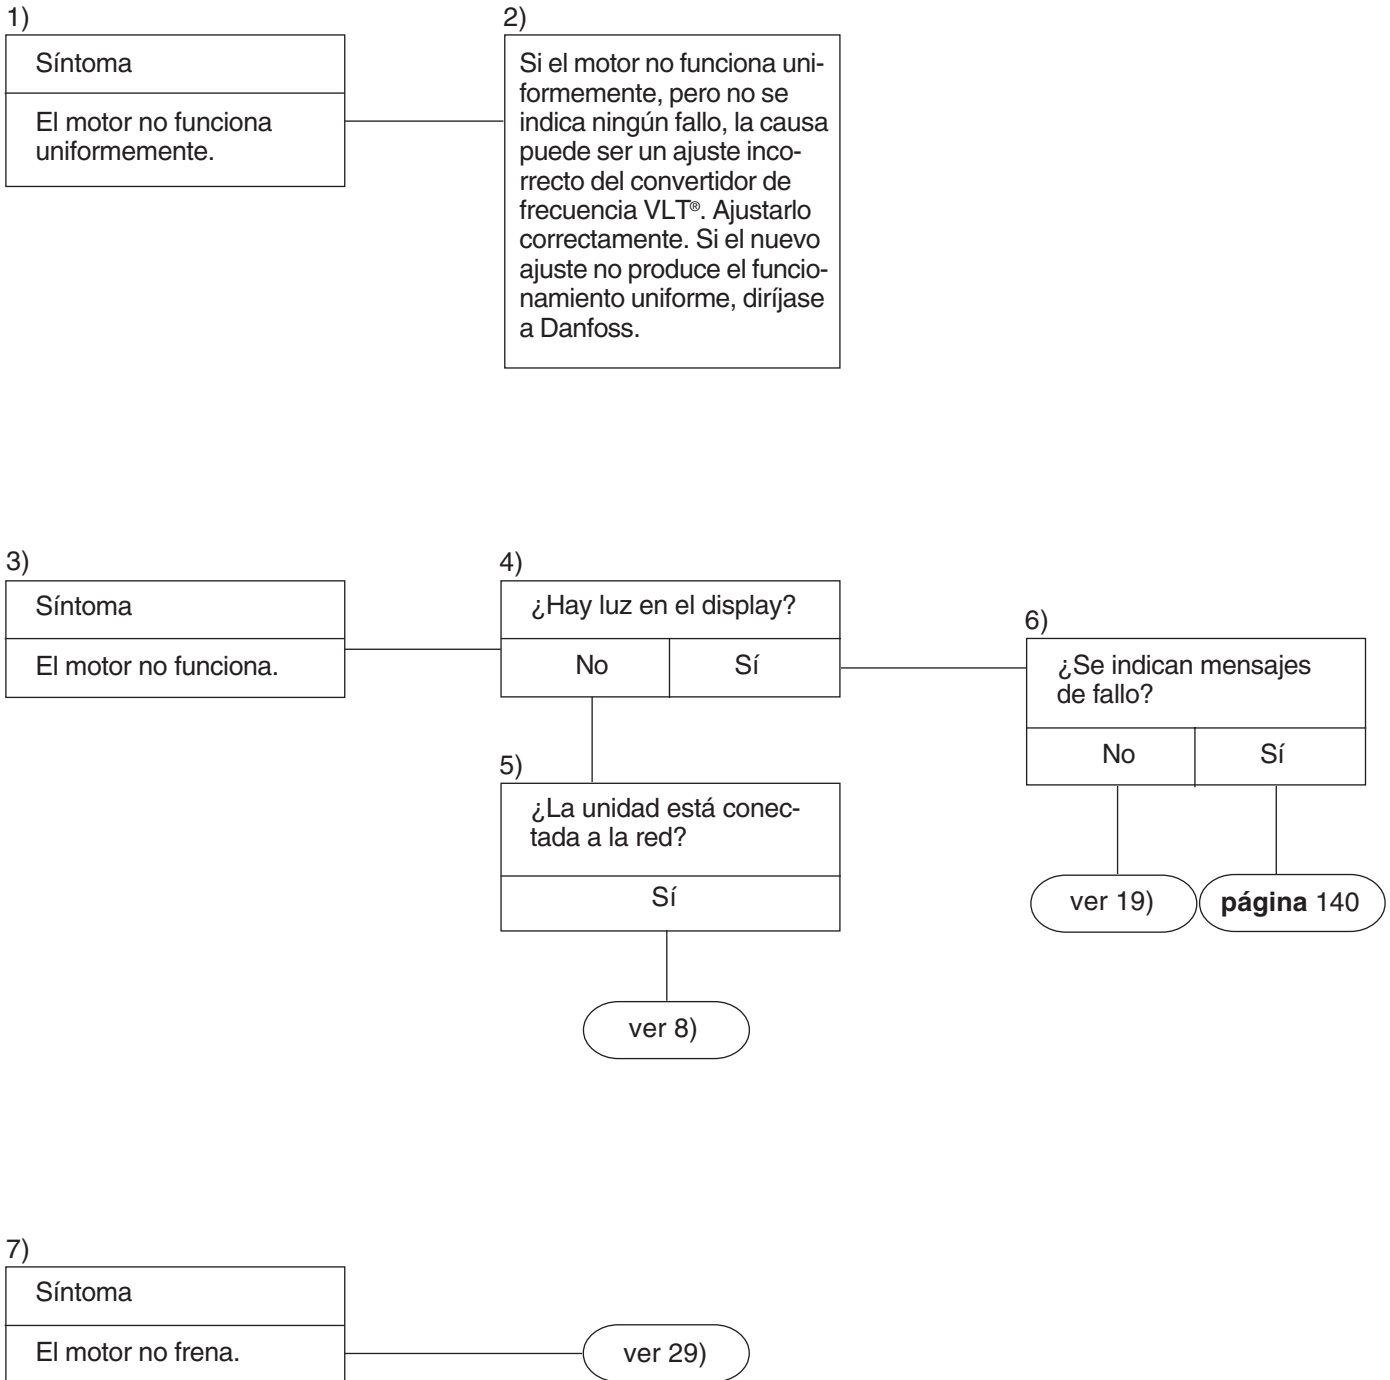 1)
Síntoma
El motor no funciona
uniformemente.
2)
Si el motor no funciona uni-
formemente, pero no se
indica ningún fallo, la causa
puede ser un ajuste inco-
rrecto del convertidor de
frecuencia VLT®. Ajustarlo
correctamente. Si el nuevo
ajuste no produce el funcio-
namiento uniforme, diríjase
a Danfoss.
3)
Síntoma
El motor no funciona.
4)
¿Hay luz en el display?
No
Sí
5)
¿La unidad está conec-
tada a la red?
Sí
ver 8)
6)
¿Se indican mensajes
de fallo?
No
Sí
ver 19)
página 140
7)
Síntoma
El motor no frena.
ver 29)